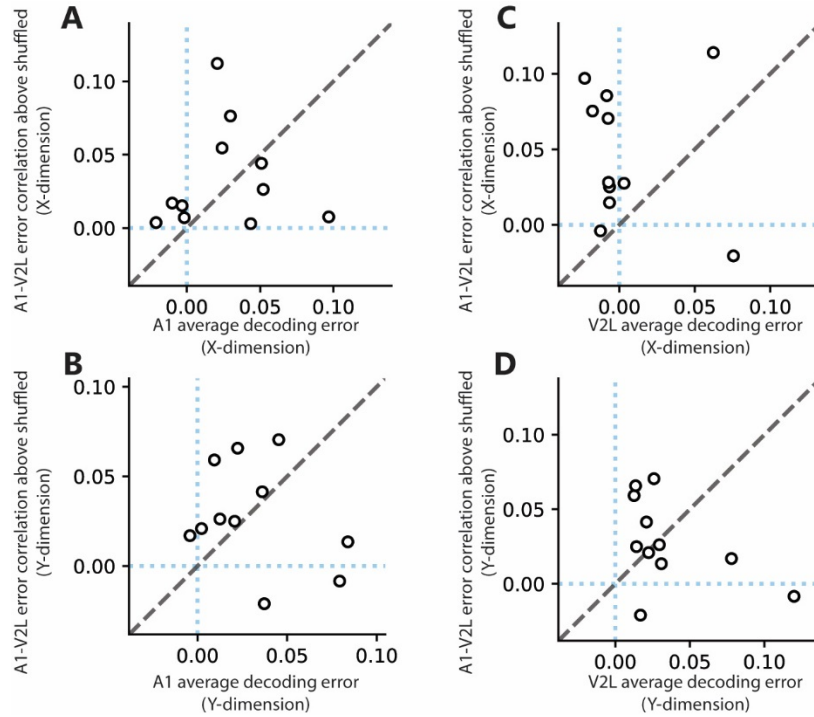 A
A1-V2L error correlation above shuffled
(X-dimension)
0.10
0.05
0.00
0.00 0.05 0.10
A1 average decoding error
(X-dimension)
C
A1-V2L error correlation above shuffled
(X-dimension)
0.10
0.05
0.00
0.00 0.05 0.10
V2L average decoding error
(X-dimension)
B
A1-V2L error correlation above shuffled
(Y-dimension)
0.10
0.05
0.00
0.00 0.05 0.10
A1 average decoding error
(Y-dimension)
D
A1-V2L error correlation above shuffled
(Y-dimension)
0.10
0.05
0.00
0.00 0.05 0.10
V2L average decoding error
(Y-dimension)